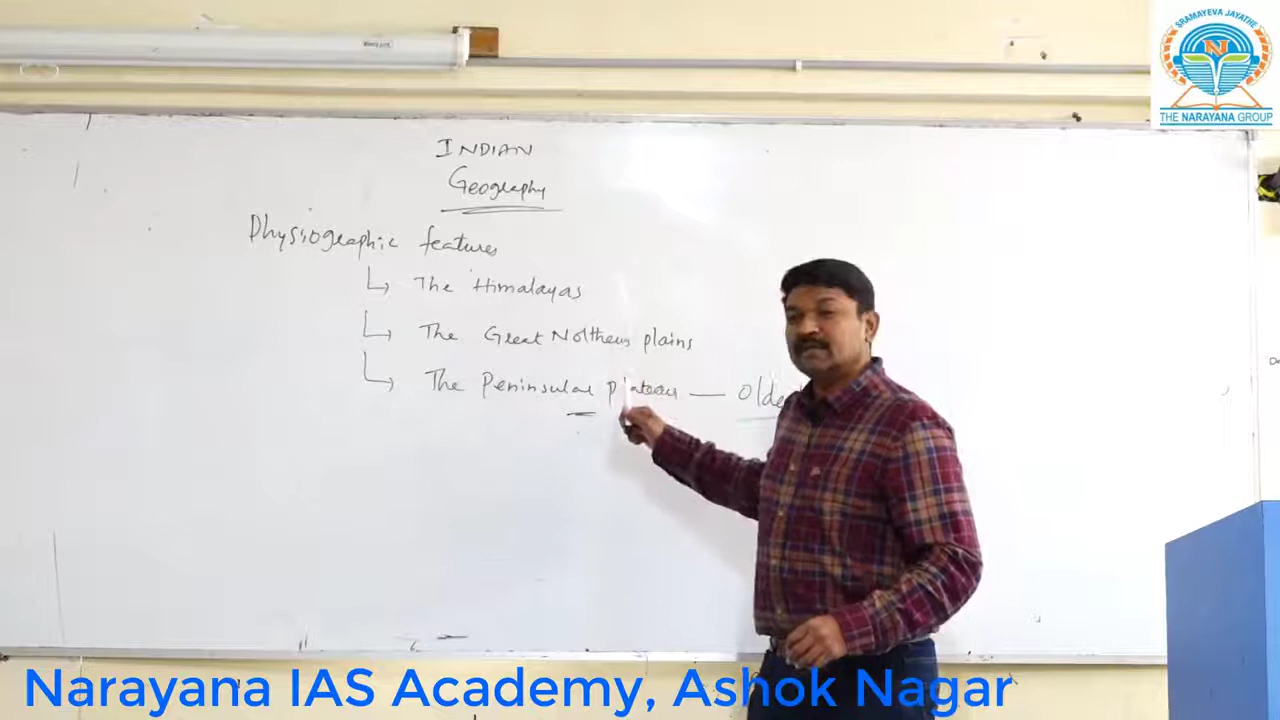 SRAMAYEVA JAYATHE
N
THE NARAYANA GROUP
INDIAN
Geography
Physiographic features
The Himalayas
The Great Northern plains
The Peninsular plateau — Olde
Narayana IAS Academy, Ashok Nagar